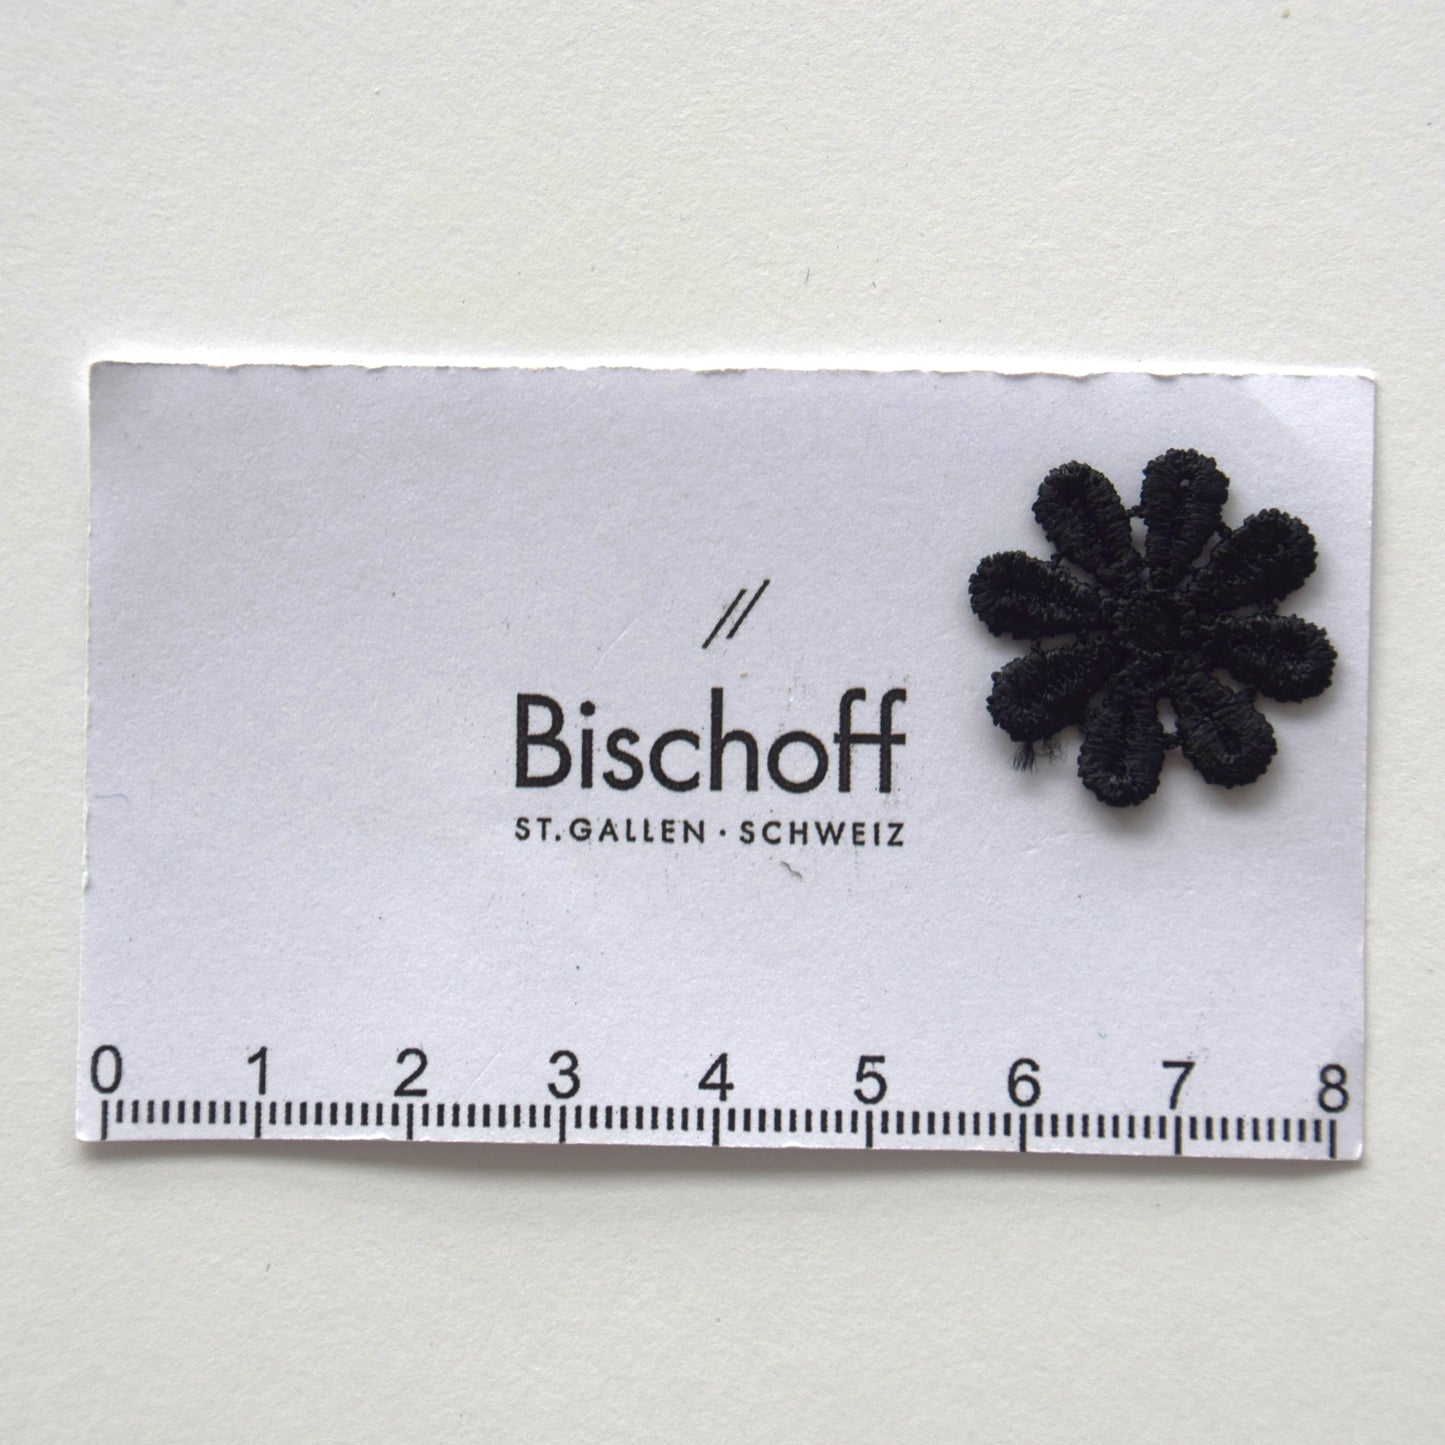 Bischoff
ST.GALLEN · SCHWEIZ
0 1 2 3 4 5 6 7 8